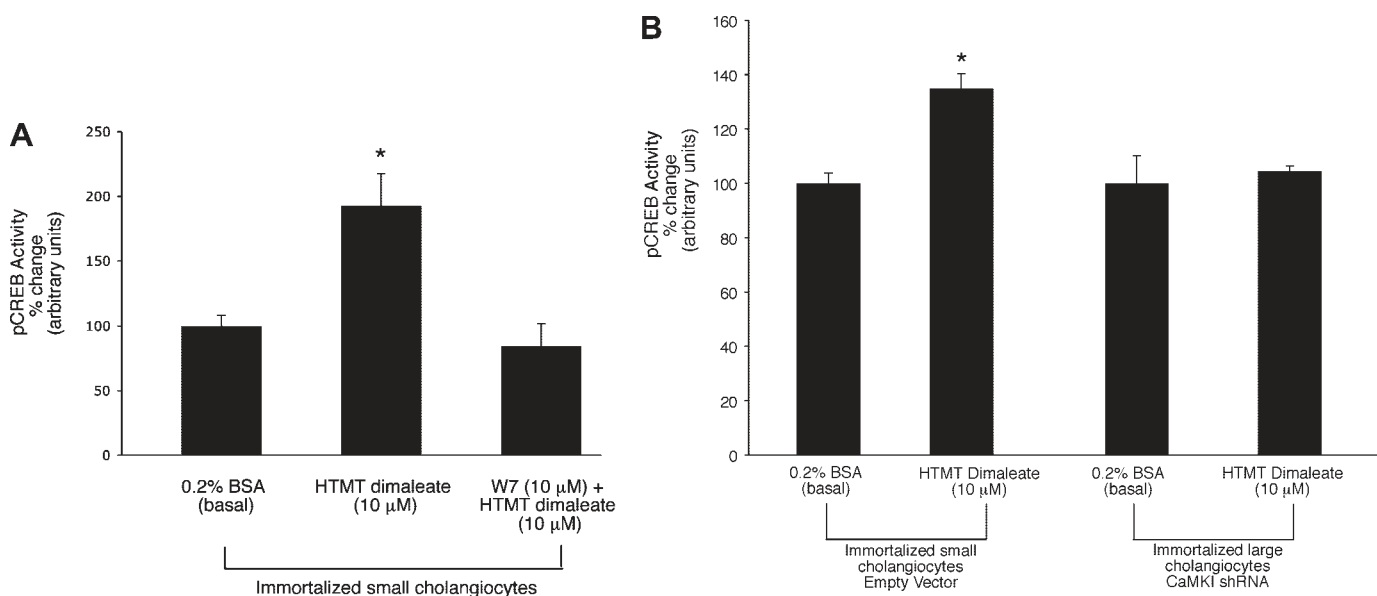 A
pCREB Activity
% change
(arbitrary units)
250
200
150
100
50
0
*
0.2% BSA
(basal)
HTMT dimaleate
(10 µM)
W7 (10 µM) +
HTMT dimaleate
(10 µM)
Immortalized small cholangiocytes
B
pCREB Activity
% change
(arbitrary units)
160
140
120
100
80
60
40
20
0
*
0.2% BSA
(basal)
HTMT Dimaleate
(10 µM)
0.2% BSA
(basal)
HTMT Dimaleate
(10 µM)
Immortalized small
cholangiocytes
Empty Vector
Immortalized large
cholangiocytes
CaMKI shRNA